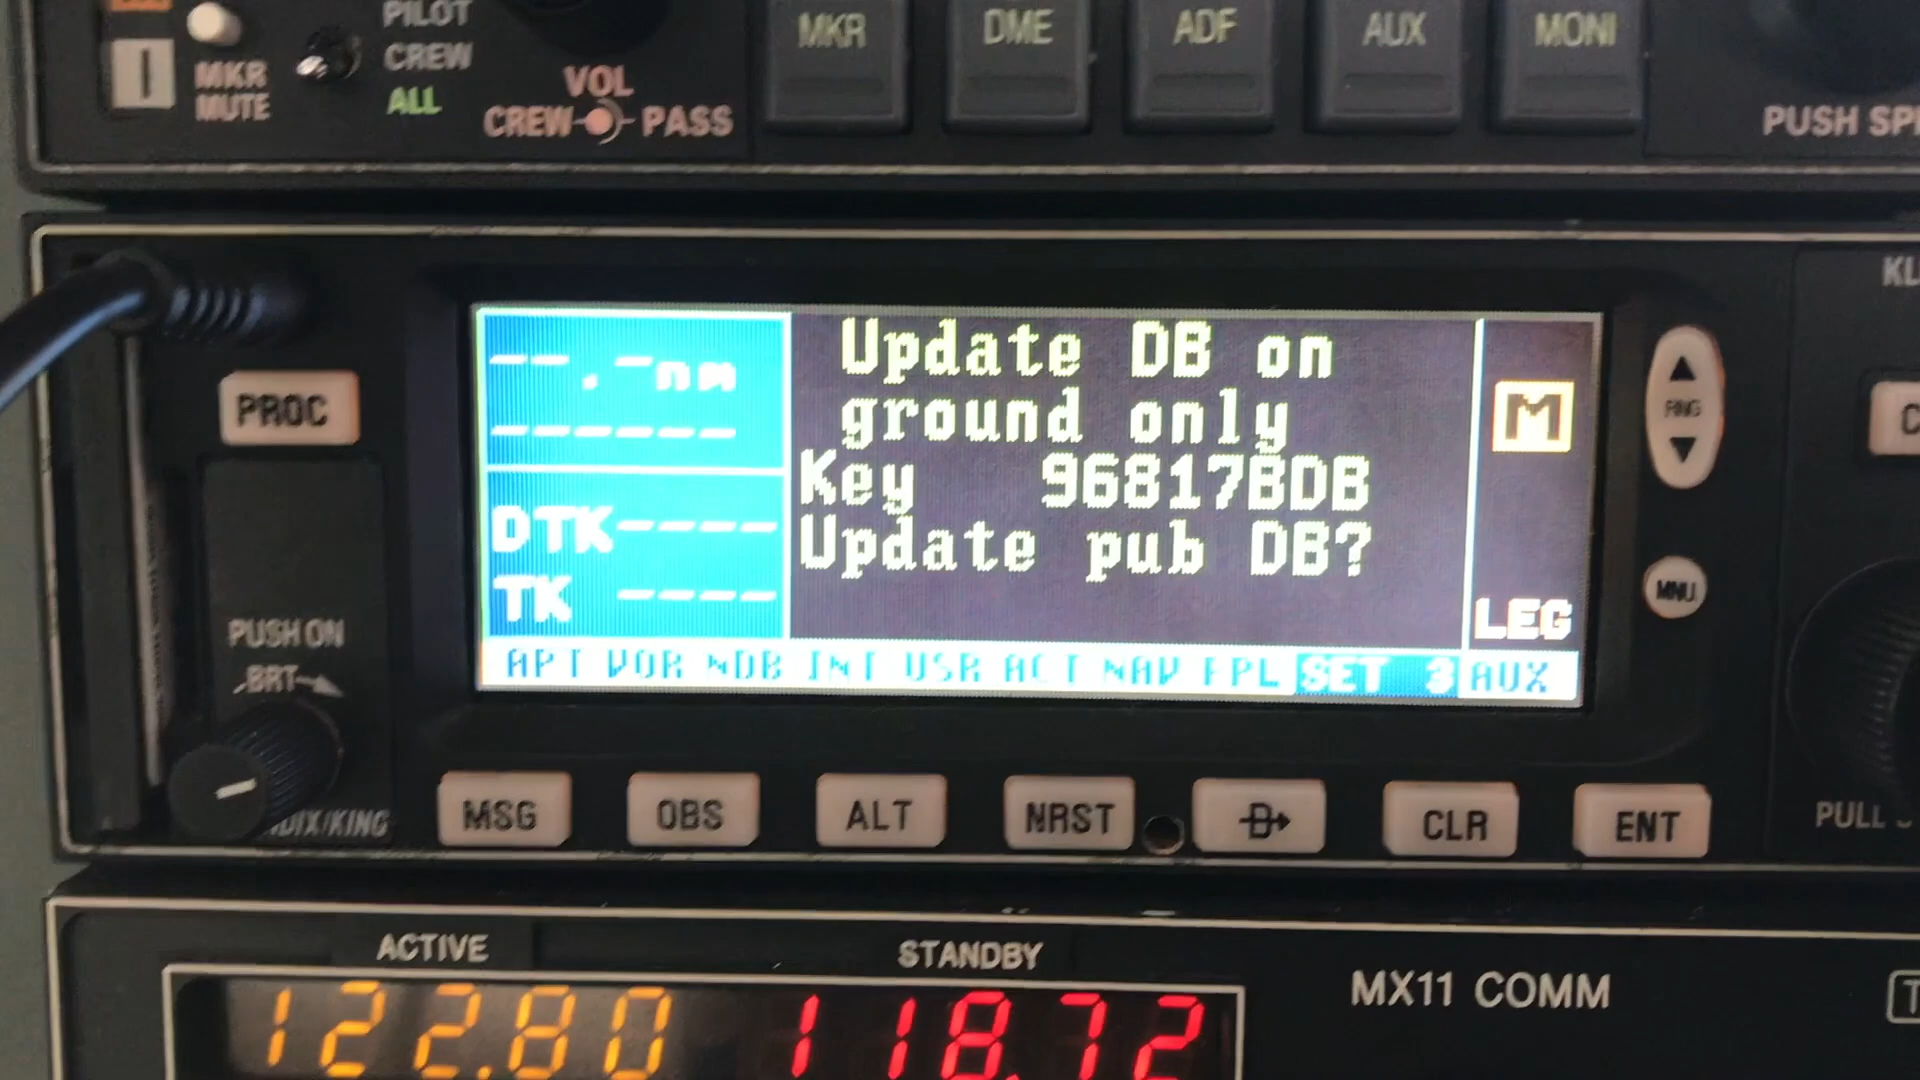 PILOT
CREW
ALL
MKR
MUTE
VOL
CREW PASS
MKR
DME
ADF
AUX
MONI
PUSH
PROC
PUSH ON
BRT
--.-nm
------
DTK----
TK ----
Update DB on
ground only
Key 96817BDB
Update pub DB?
M
LEG
APT VOR NDB INT USR ACT NAV FPL SET 3 AUX
RNG
MNU
MSG
OBS
ALT
NRST
D
CLR
ENT
PULL
ACTIVE
STANDBY
122.80
118.72
MX11 COMM